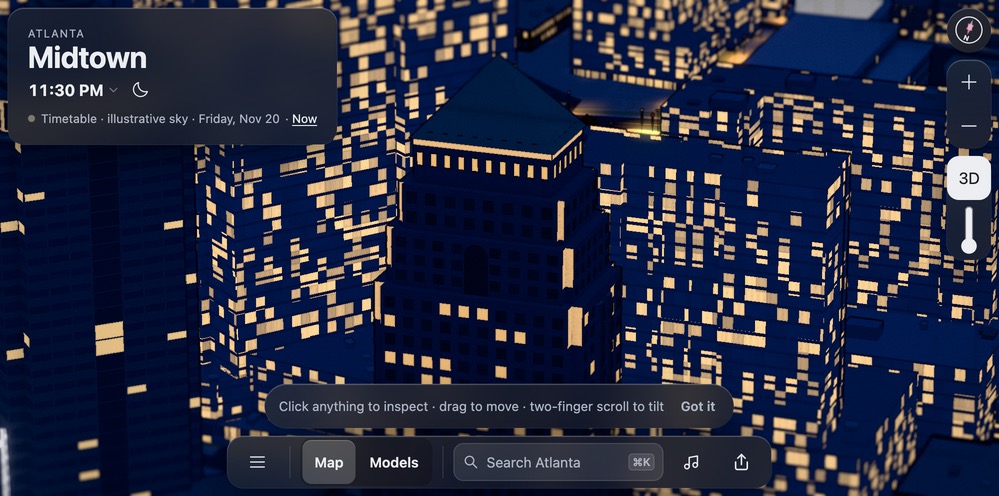 ATLANTA
Midtown
11:30 PM
Timetable · illustrative sky · Friday, Nov 20 · Now
N
3D
Click anything to inspect · drag to move · two-finger scroll to tilt Got it
Map Models Search Atlanta ⌘K